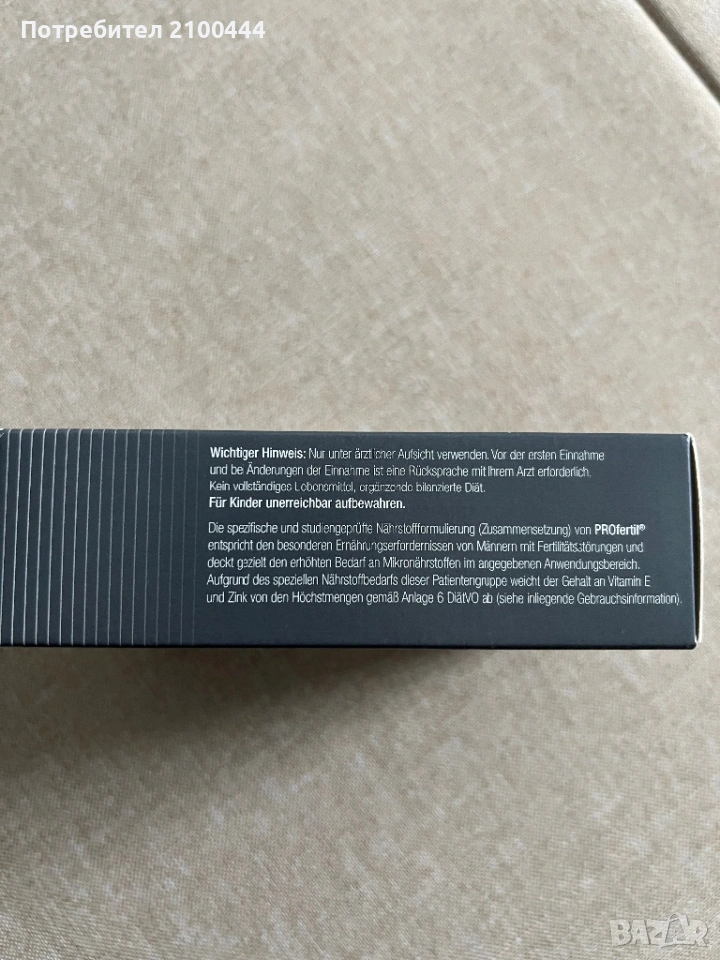 Потребител 2100444
Wichtiger Hinweis: Nur unter ärztlicher Aufsicht verwenden. Vor der ersten Einnahme
und be Änderungen der Einnahme ist eine Rücksprache mit Ihrem Arzt erforderlich.
Kein vollständiges Lebensmittel, ergänzende bilanzierte Diät.
Für Kinder unerreichbar aufbewahren.
Die spezifische und studiengeprüfte Nährstoffformulierung (Zusammensetzung) von PROfertil®
entspricht den besonderen Ernährungserfordernissen von Männern mit Fertilitätsstörungen und
deckt gezielt den erhöhten Bedarf an Mikronährstoffen im angegebenen Anwendungsbereich.
Aufgrund des speziellen Nährstoffbedarfs dieser Patientengruppe weicht der Gehalt an Vitamin E
und Zink von den Höchstmengen gemäß Anlage 6 DiätVO ab (siehe inliegende Gebrauchsinformation).
BAZAR